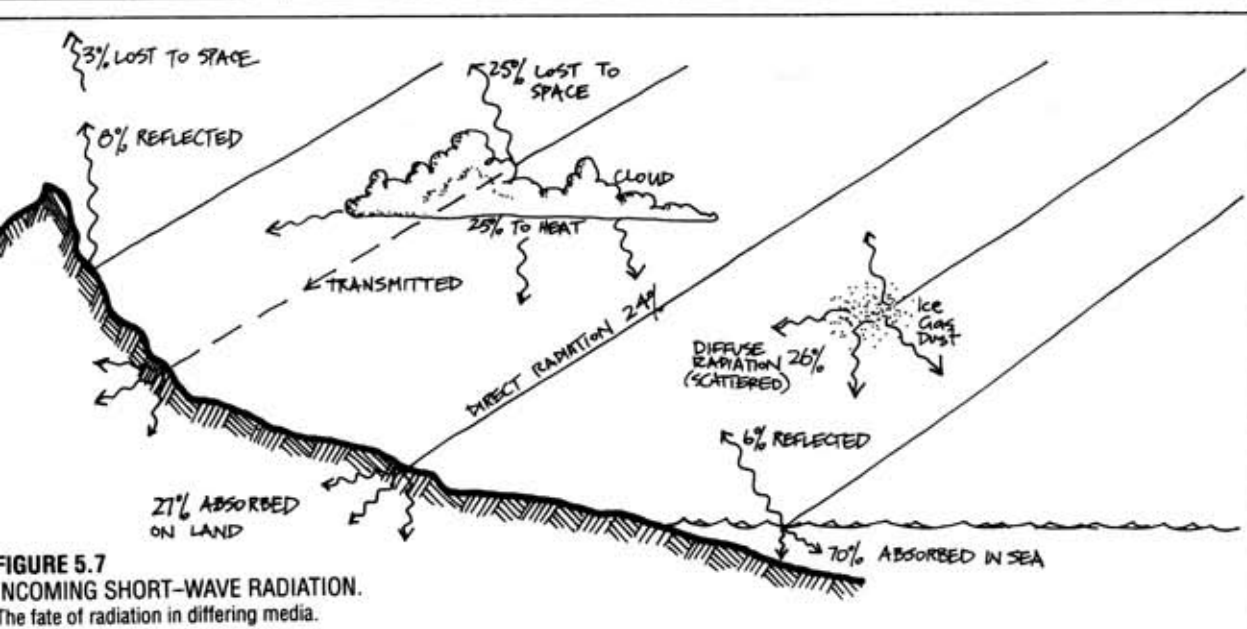 3% LOST TO SPACE
8% REFLECTED
25% LOST TO
SPACE
CLOUD
25% TO HEAT
TRANSMITTED
DIRECT RADIATION 24%
Ice
Gas
Dust
DIFFUSE
RADIATION 26%
(SCATTERED)
6% REFLECTED
27% ABSORBED
ON LAND
70% ABSORBED IN SEA
FIGURE 5.7
INCOMING SHORT–WAVE RADIATION.
The fate of radiation in differing media.